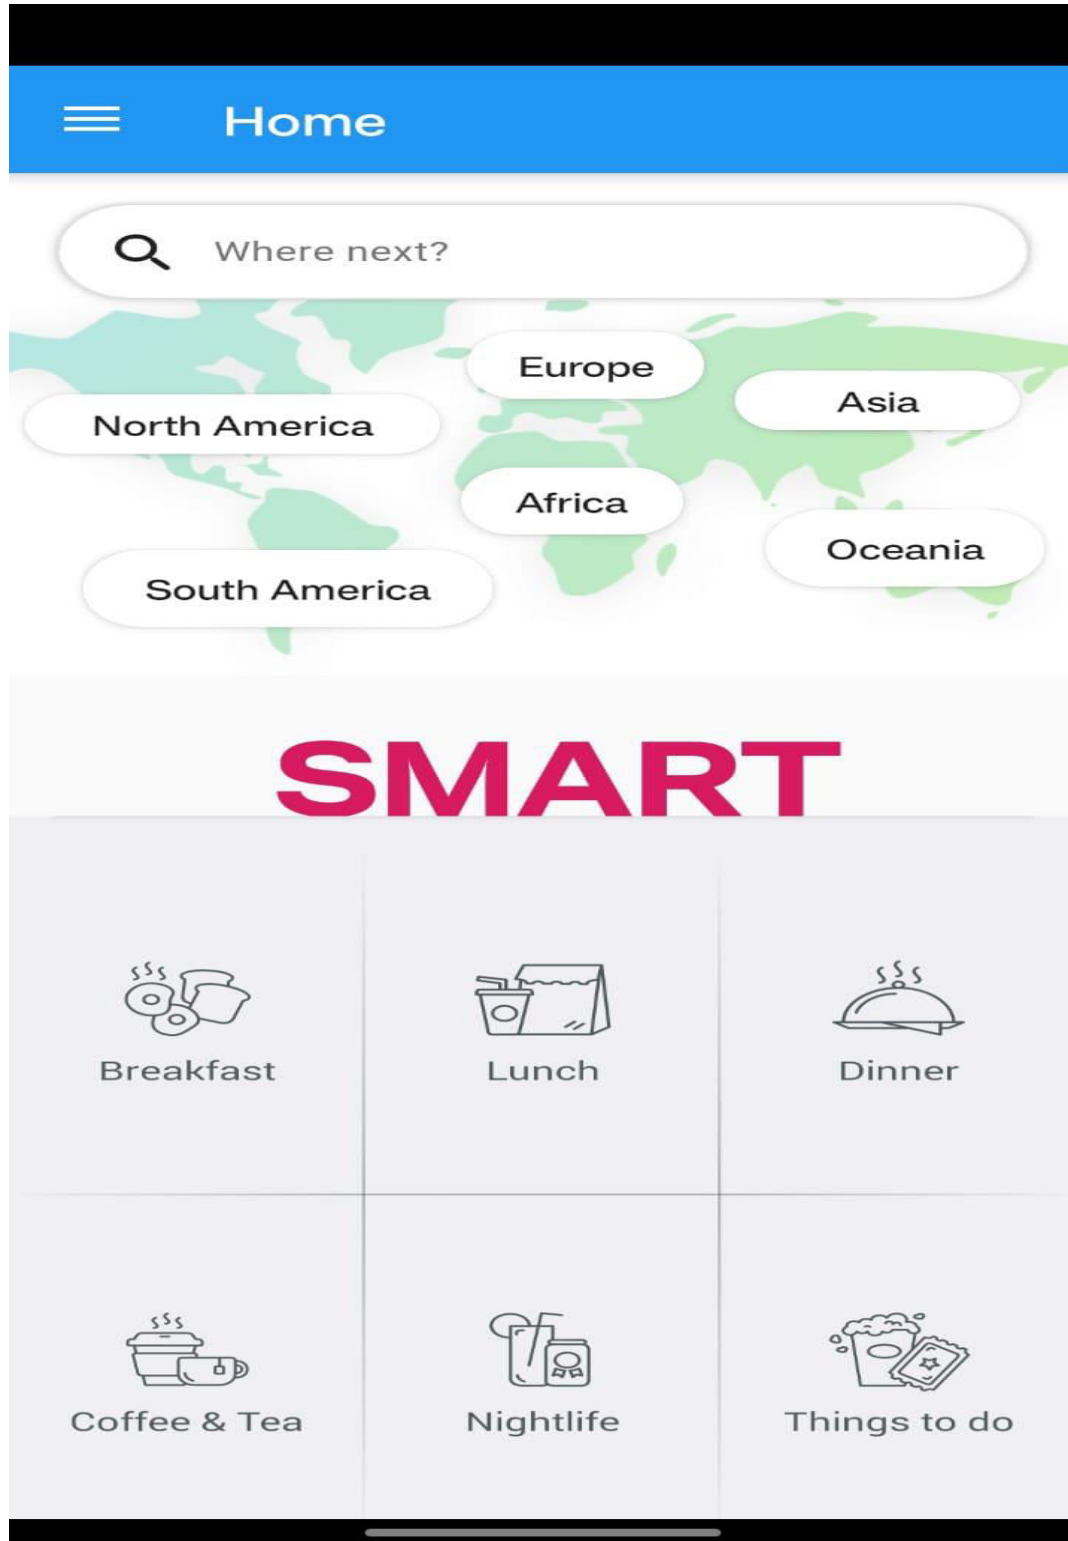 Home
Where next?
Europe
Asia
North America
Africa
Oceania
South America
SMART
Breakfast
Lunch
Dinner
Coffee & Tea
Nightlife
Things to do